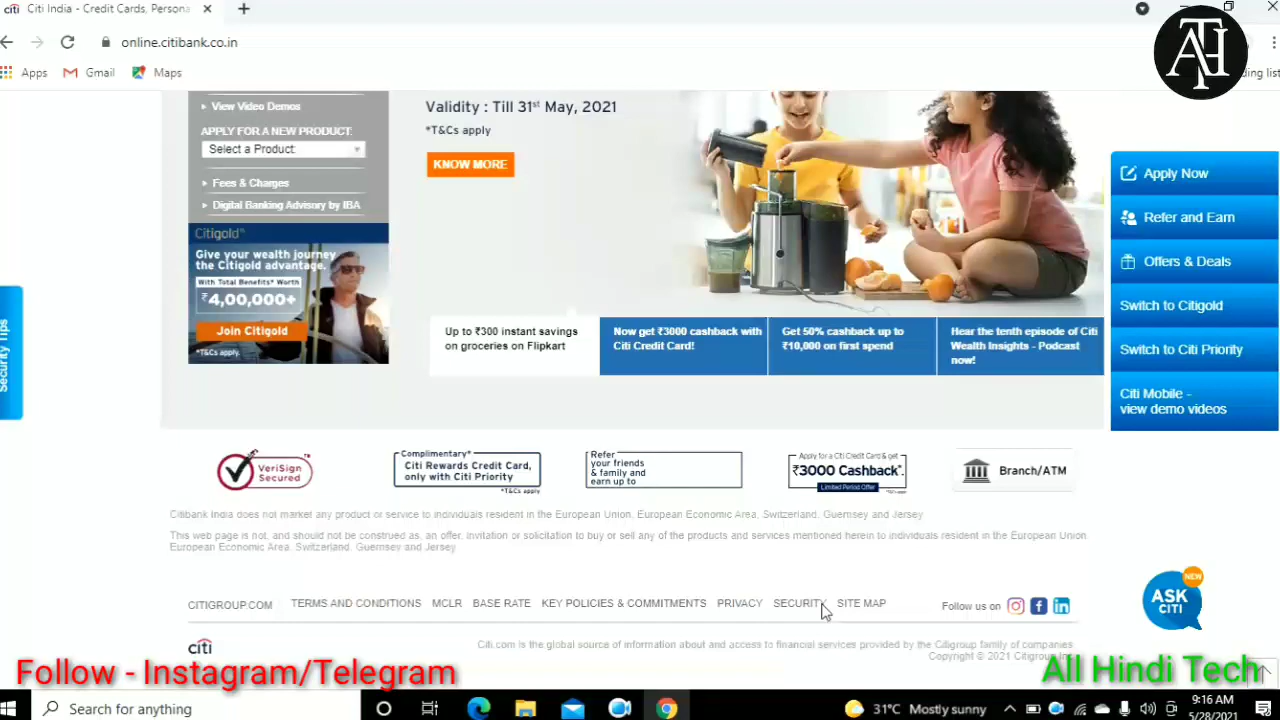 citi Citi India - Credit Cards, Persona
online.citibank.co.in
ATH
Apps Gmail Maps
ding list
View Video Demos
APPLY FOR A NEW PRODUCT:
Select a Product:
Fees & Charges
Digital Banking Advisory by IBA
Citigold
Give your wealth journey
the Citigold advantage.
With Total Benefits* Worth
₹4,00,000+
Join Citigold
*T&Cs apply.
Validity : Till 31st May, 2021
*T&Cs apply
KNOW MORE
Up to ₹300 instant savings
on groceries on Flipkart
Now get ₹3000 cashback with
Citi Credit Card!
Get 50% cashback up to
₹10,000 on first spend
Hear the tenth episode of Citi
Wealth Insights - Podcast
now!
Security Tips
Apply Now
Refer and Earn
Offers & Deals
Switch to Citigold
Switch to Citi Priority
Citi Mobile -
view demo videos
VeriSign
Secured
Complimentary*
Citi Rewards Credit Card,
only with Citi Priority
*T&Cs apply
Refer
your friends
& family and
earn up to
Apply for a Citi Credit Card & get
₹3000 Cashback*.
Limited Period Offer
Branch/ATM
Citibank India does not market any product or service to individuals resident in the European Union, European Economic Area, Switzerland, Guernsey and Jersey
This web page is not, and should not be construed as, an offer, invitation or solicitation to buy or sell any of the products and services mentioned herein to individuals resident in the European Union
European Economic Area, Switzerland, Guernsey and Jersey
CITIGROUP.COM TERMS AND CONDITIONS MCLR BASE RATE KEY POLICIES & COMMITMENTS PRIVACY SECURITY SITE MAP
Follow us on
NEW
ASK
CITI
citi
Citi.com is the global source of information about and access to financial services provided by the Citigroup family of companies
Copyright © 2021 Citigroup
Follow - Instagram/Telegram
All Hindi Tech
Search for anything
31°C Mostly sunny
9:16 AM
5/28/2021